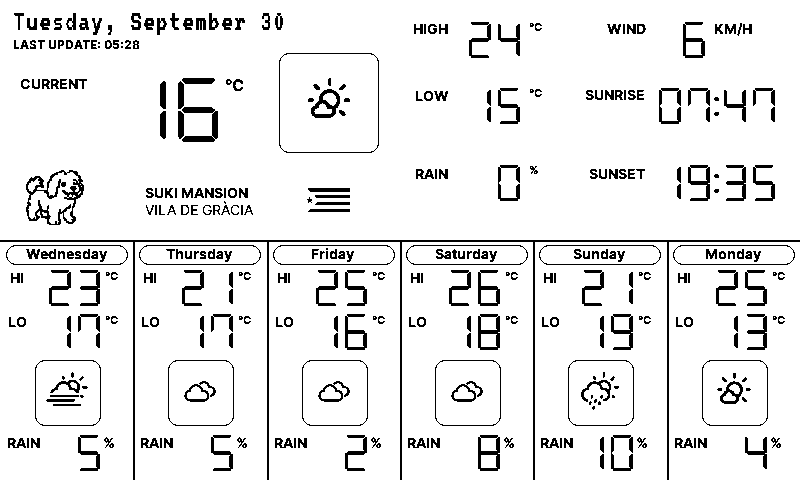 Tuesday, September 30
LAST UPDATE: 05:28
CURRENT 16 °C
SUKI MANSION
VILA DE GRÀCIA
HIGH 24 °C
LOW 15 °C
RAIN 0 %
WIND 6 KM/H
SUNRISE 07:47
SUNSET 19:35
Wednesday
HI 23 °C
LO 17 °C
RAIN 5 %
Thursday
HI 21 °C
LO 17 °C
RAIN 5 %
Friday
HI 25 °C
LO 16 °C
RAIN 2 %
Saturday
HI 26 °C
LO 18 °C
RAIN 8 %
Sunday
HI 21 °C
LO 19 °C
RAIN 10 %
Monday
HI 25 °C
LO 13 °C
RAIN 4 %